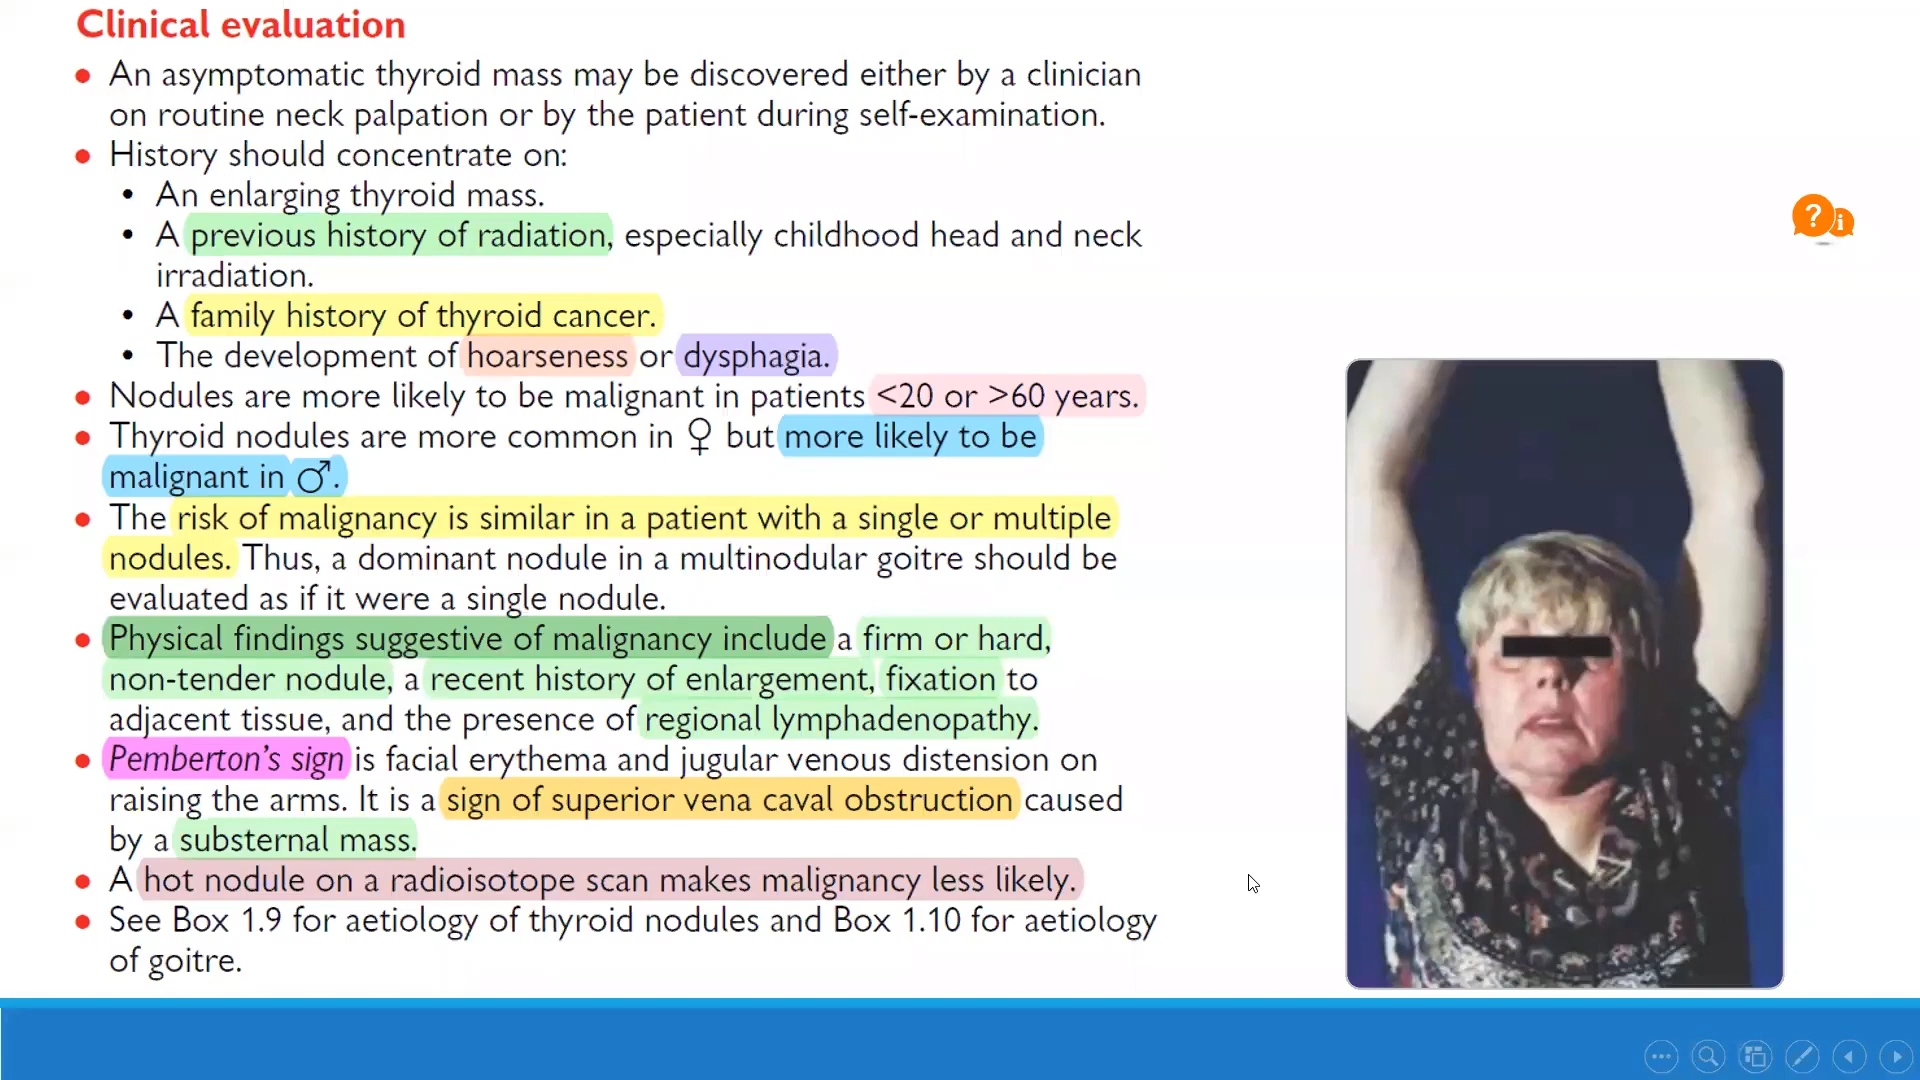 Clinical evaluation
● An asymptomatic thyroid mass may be discovered either by a clinician
on routine neck palpation or by the patient during self-examination.
● History should concentrate on:
• An enlarging thyroid mass.
• A previous history of radiation, especially childhood head and neck
irradiation.
• A family history of thyroid cancer.
• The development of hoarseness or dysphagia.
● Nodules are more likely to be malignant in patients <20 or >60 years.
● Thyroid nodules are more common in ♀ but more likely to be
malignant in ♂.
● The risk of malignancy is similar in a patient with a single or multiple
nodules. Thus, a dominant nodule in a multinodular goitre should be
evaluated as if it were a single nodule.
● Physical findings suggestive of malignancy include a firm or hard,
non-tender nodule, a recent history of enlargement, fixation to
adjacent tissue, and the presence of regional lymphadenopathy.
● Pemberton's sign is facial erythema and jugular venous distension on
raising the arms. It is a sign of superior vena caval obstruction caused
by a substernal mass.
● A hot nodule on a radioisotope scan makes malignancy less likely.
● See Box 1.9 for aetiology of thyroid nodules and Box 1.10 for aetiology
of goitre.
? i